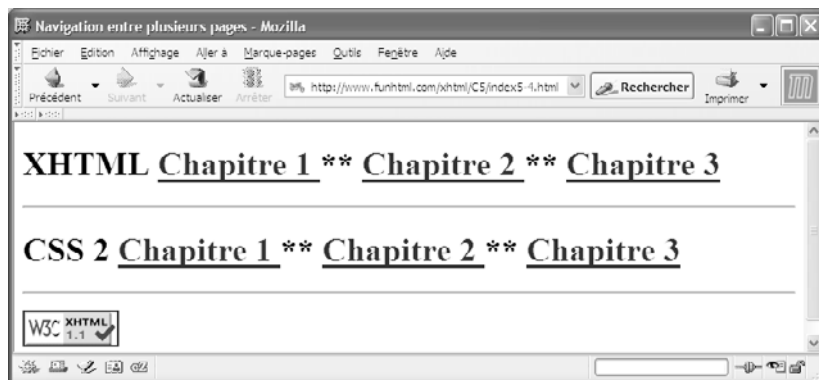 Navigation entre plusieurs pages - Mozilla
Fichier Edition Affichage Aller à Marque-pages Outils Fenêtre Aide
Précédent Suivant Actualiser Arrêter http://www.funhtml.com/xhtml/C5/index5-4.html Rechercher Imprimer
XHTML Chapitre 1 ** Chapitre 2 ** Chapitre 3
CSS 2 Chapitre 1 ** Chapitre 2 ** Chapitre 3
W3C XHTML
1.1